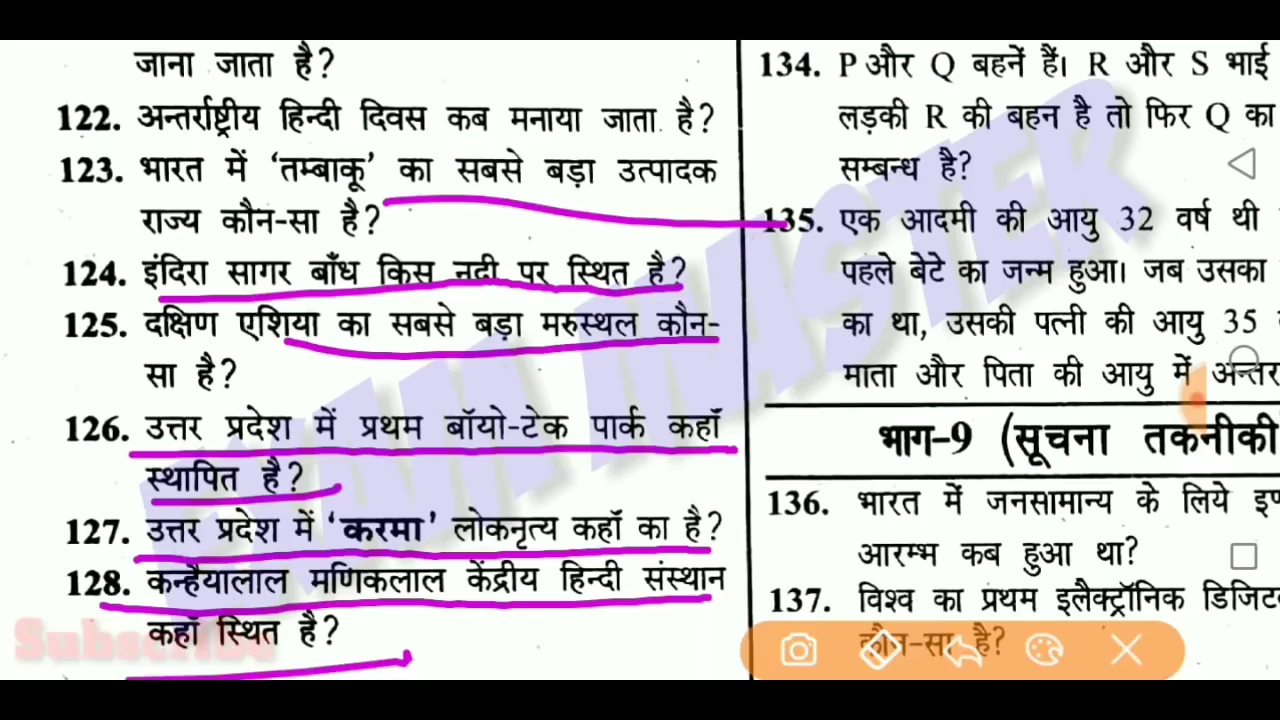 जाना जाता है?
122. अन्तर्राष्ट्रीय हिन्दी दिवस कब मनाया जाता है?
123. भारत में ‘तम्बाकू’ का सबसे बड़ा उत्पादक
राज्य कौन-सा है?
124. इंदिरा सागर बाँध किस नदी पर स्थित है?
125. दक्षिण एशिया का सबसे बड़ा मरुस्थल कौन-
सा है?
126. उत्तर प्रदेश में प्रथम बॉयो-टेक पार्क कहाँ
स्थापित है?
127. उत्तर प्रदेश में ‘करमा’ लोकनृत्य कहाँ का है?
128. कन्हैयालाल मणिकलाल केंद्रीय हिन्दी संस्थान
कहाँ स्थित है?
134. P और Q बहनें हैं। R और S भाई
लड़की R की बहन है तो फिर Q का
सम्बन्ध है?
135. एक आदमी की आयु 32 वर्ष थी
पहले बेटे का जन्म हुआ। जब उसका
का था, उसकी पत्नी की आयु 35
माता और पिता की आयु में अन्तर
भाग-9 (सूचना तकनीकी
136. भारत में जनसामान्य के लिये
आरम्भ कब हुआ था?
137. विश्व का प्रथम इलैक्ट्रॉनिक
कौन-सा है?
EXAM MASTER
Subscribe